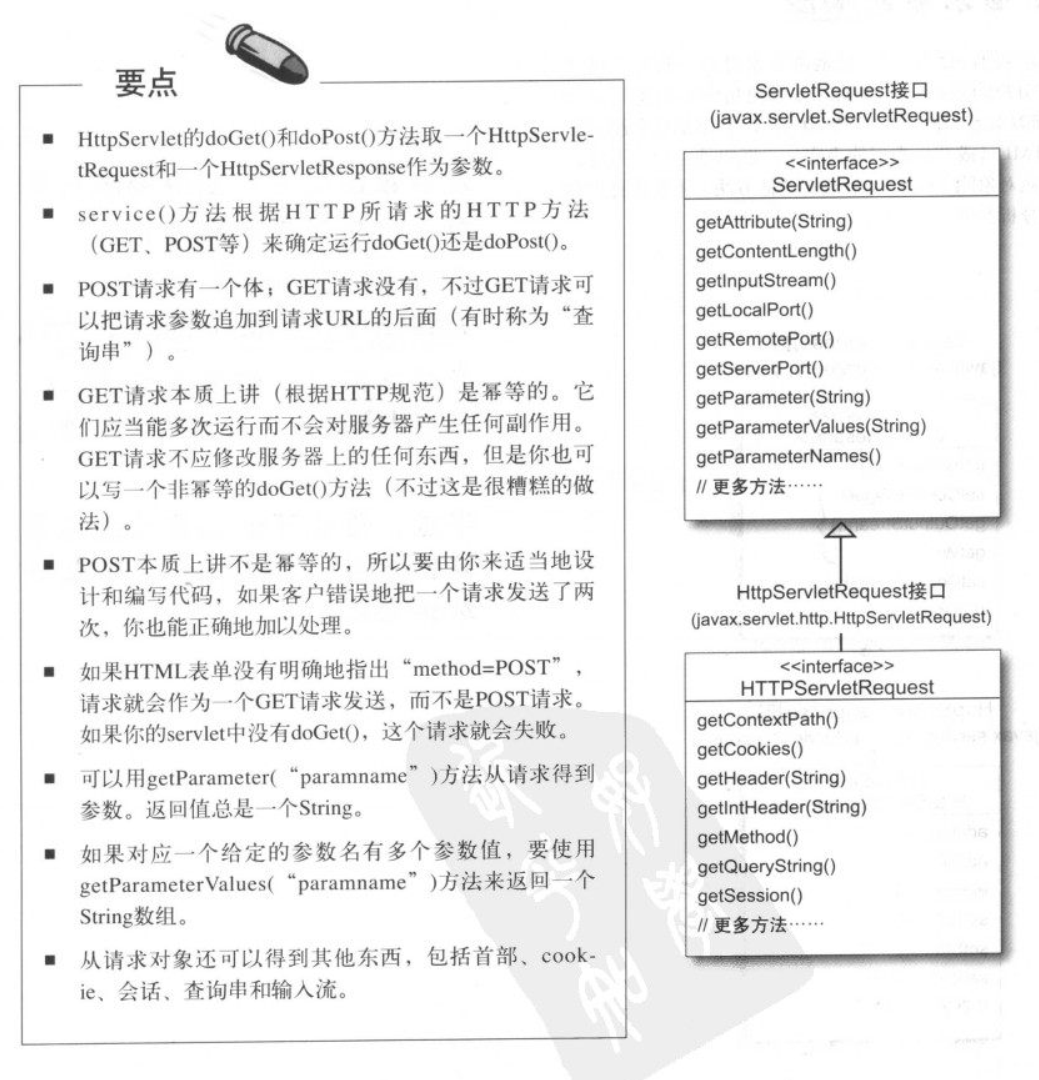 要点
■ HttpServlet的doGet()和doPost()方法取一个HttpServle-
tRequest和一个HttpServletResponse作为参数。
■ service()方法根据HTTP所请求的HTTP方法
（GET、POST等）来确定运行doGet()还是doPost()。
■ POST请求有一个体；GET请求没有，不过GET请求可
以把请求参数追加到请求URL的后面（有时称为“查
询串”）。
■ GET请求本质上讲（根据HTTP规范）是幂等的。它
们应当能多次运行而不会对服务器产生任何副作用。
GET请求不应修改服务器上的任何东西，但是你也可
以写一个非幂等的doGet()方法（不过这是很糟糕的做
法）。
■ POST本质上讲不是幂等的，所以要由你来适当地设
计和编写代码，如果客户错误地把一个请求发送了两
次，你也能正确地加以处理。
■ 如果HTML表单没有明确地指出“method=POST”，
请求就会作为一个GET请求发送，而不是POST请求。
如果你的servlet中没有doGet()，这个请求就会失败。
■ 可以用getParameter(“paramname”)方法从请求得到
参数。返回值总是一个String。
■ 如果对应一个给定的参数名有多个参数值，要使用
getParameterValues(“paramname”)方法来返回一个
String数组。
■ 从请求对象还可以得到其他东西，包括首部、cook-
ie、会话、查询串和输入流。
ServletRequest接口
(javax.servlet.ServletRequest)
<<interface>>
ServletRequest
getAttribute(String)
getContentLength()
getInputStream()
getLocalPort()
getRemotePort()
getServerPort()
getParameter(String)
getParameterValues(String)
getParameterNames()
// 更多方法……
HttpServletRequest接口
(javax.servlet.http.HttpServletRequest)
<<interface>>
HTTPServletRequest
getContextPath()
getCookies()
getHeader(String)
getIntHeader(String)
getMethod()
getQueryString()
getSession()
// 更多方法……